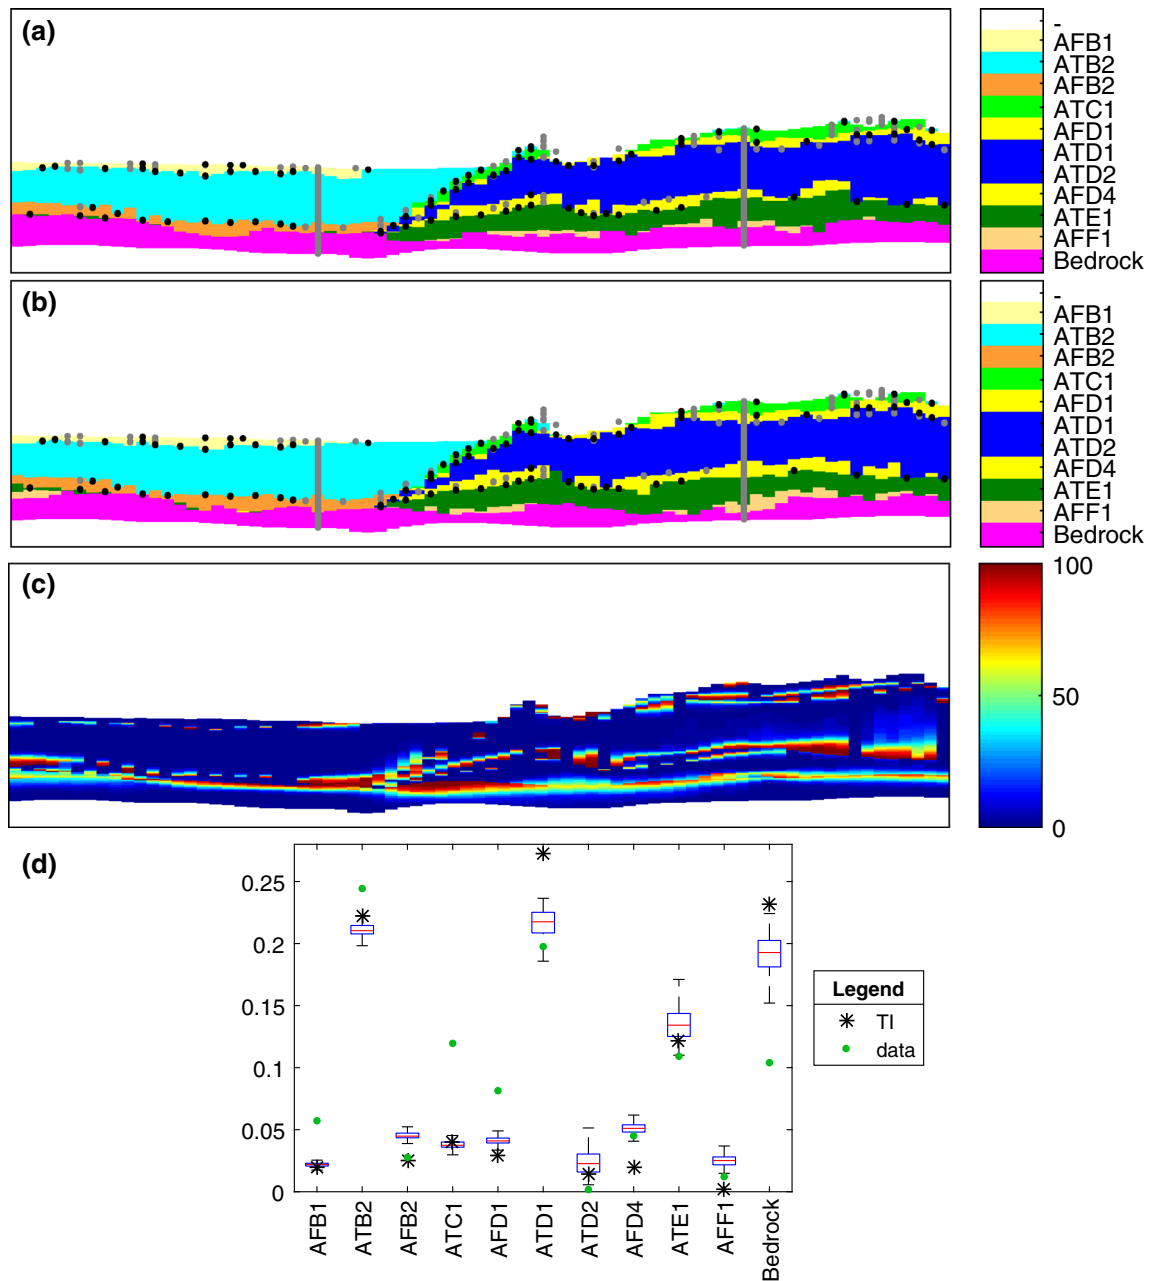 (a)
-
AFB1
ATB2
AFB2
ATC1
AFD1
ATD1
ATD2
AFD4
ATE1
AFF1
Bedrock
(b)
-
AFB1
ATB2
AFB2
ATC1
AFD1
ATD1
ATD2
AFD4
ATE1
AFF1
Bedrock
(c)
100
50
0
(d)
0.25
0.2
0.15
0.1
0.05
0
AFB1
ATB2
AFB2
ATC1
AFD1
ATD1
ATD2
AFD4
ATE1
AFF1
Bedrock
Legend
TI
data